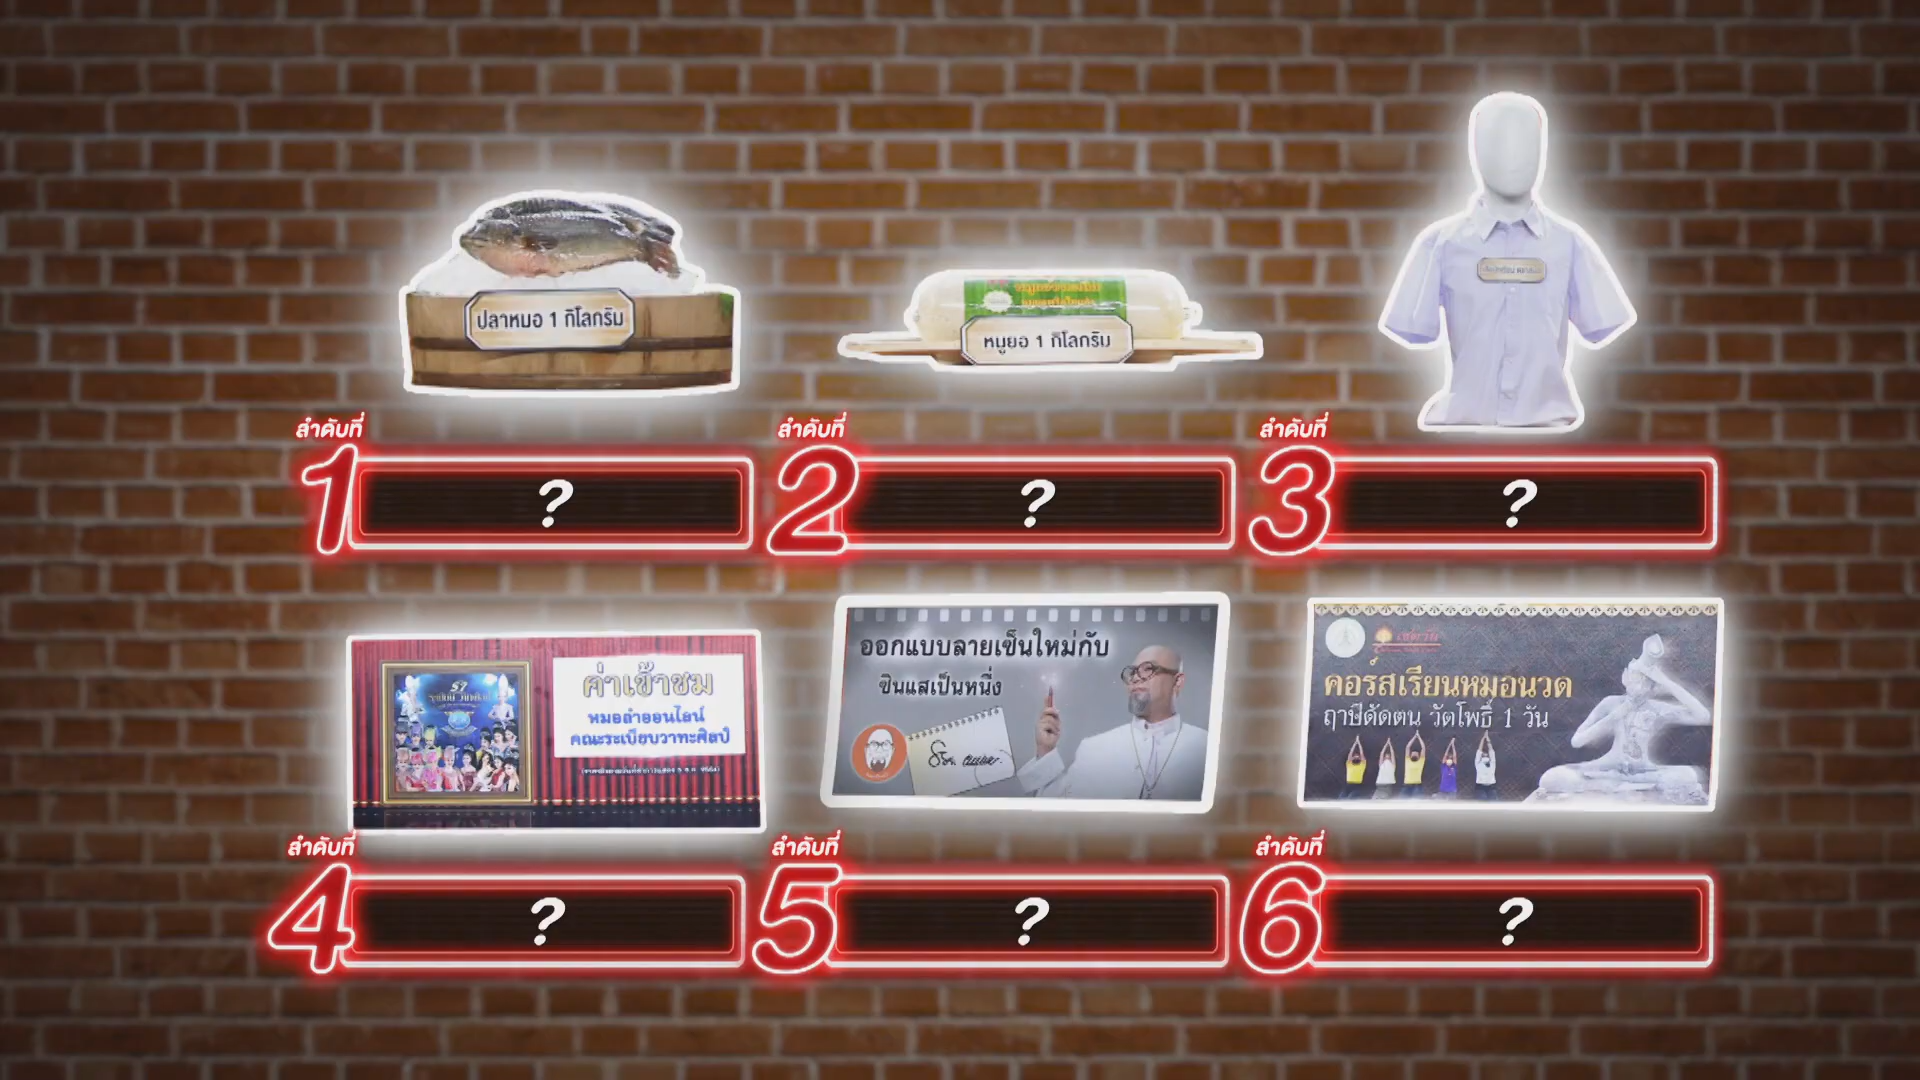 ปลาหมอ 1 กิโลกรัม
หมูยอ 1 กิโลกรัม
ลำดับที่
1
?
ลำดับที่
2
?
ลำดับที่
3
?
ค่าเข้าชม
หมอลำออนไลน์
คณะระเบียบวาทะศิลป์
ออกแบบลายเซ็นใหม่กับ
ซินแสเป็นหนึ่ง
คอร์สเรียนหมอนวด
ฤาษีดัดตน วัดโพธิ์ 1 วัน
ลำดับที่
4
?
ลำดับที่
5
?
ลำดับที่
6
?